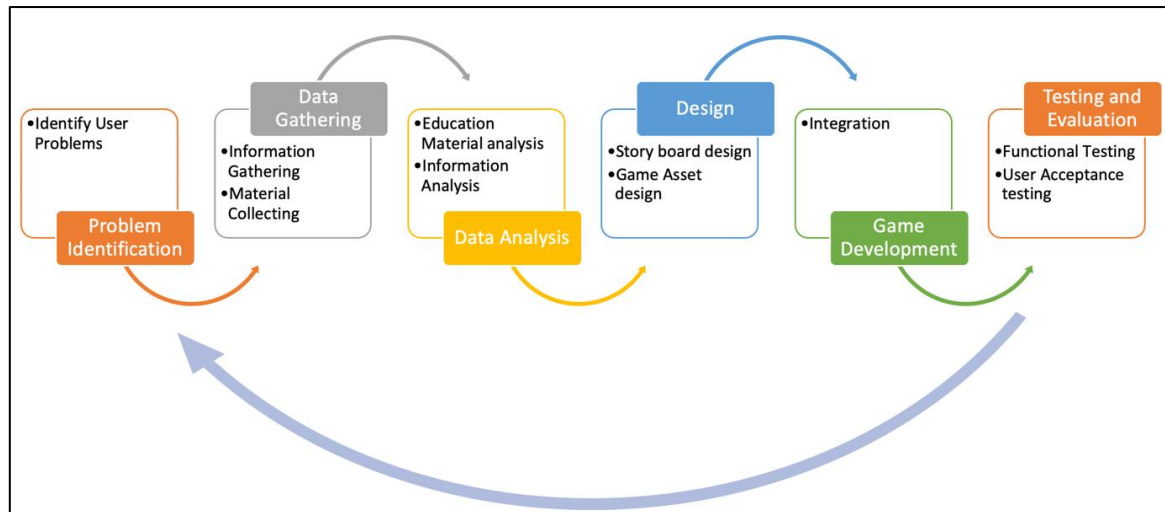 •Identify User
Problems
Problem
Identification
Data
Gathering
•Information
Gathering
•Material
Collecting
•Education
Material analysis
•Information
Analysis
Data Analysis
Design
•Story board design
•Game Asset
design
•Integration
Game
Development
Testing and
Evaluation
•Functional Testing
•User Acceptance
testing